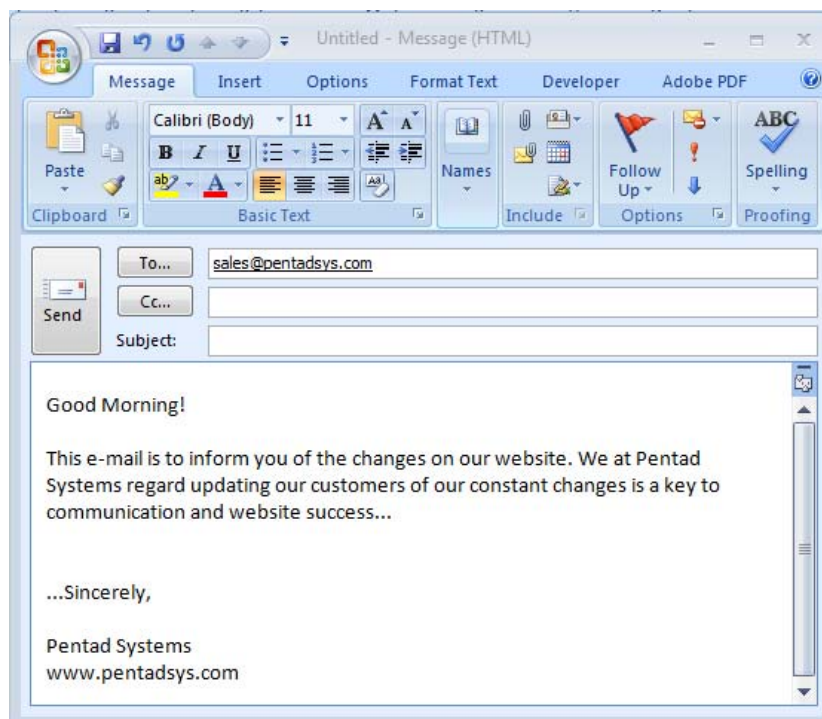 Untitled - Message (HTML)
Message Insert Options Format Text Developer Adobe PDF
Calibri (Body) 11 A A ABC
Paste B I U Names Follow Up Spelling
ab A Aa
Clipboard Basic Text Include Options Proofing
To... sales@pentadsys.com
Cc...
Send
Subject:
Good Morning!
This e-mail is to inform you of the changes on our website. We at Pentad
Systems regard updating our customers of our constant changes is a key to
communication and website success...
...Sincerely,
Pentad Systems
www.pentadsys.com